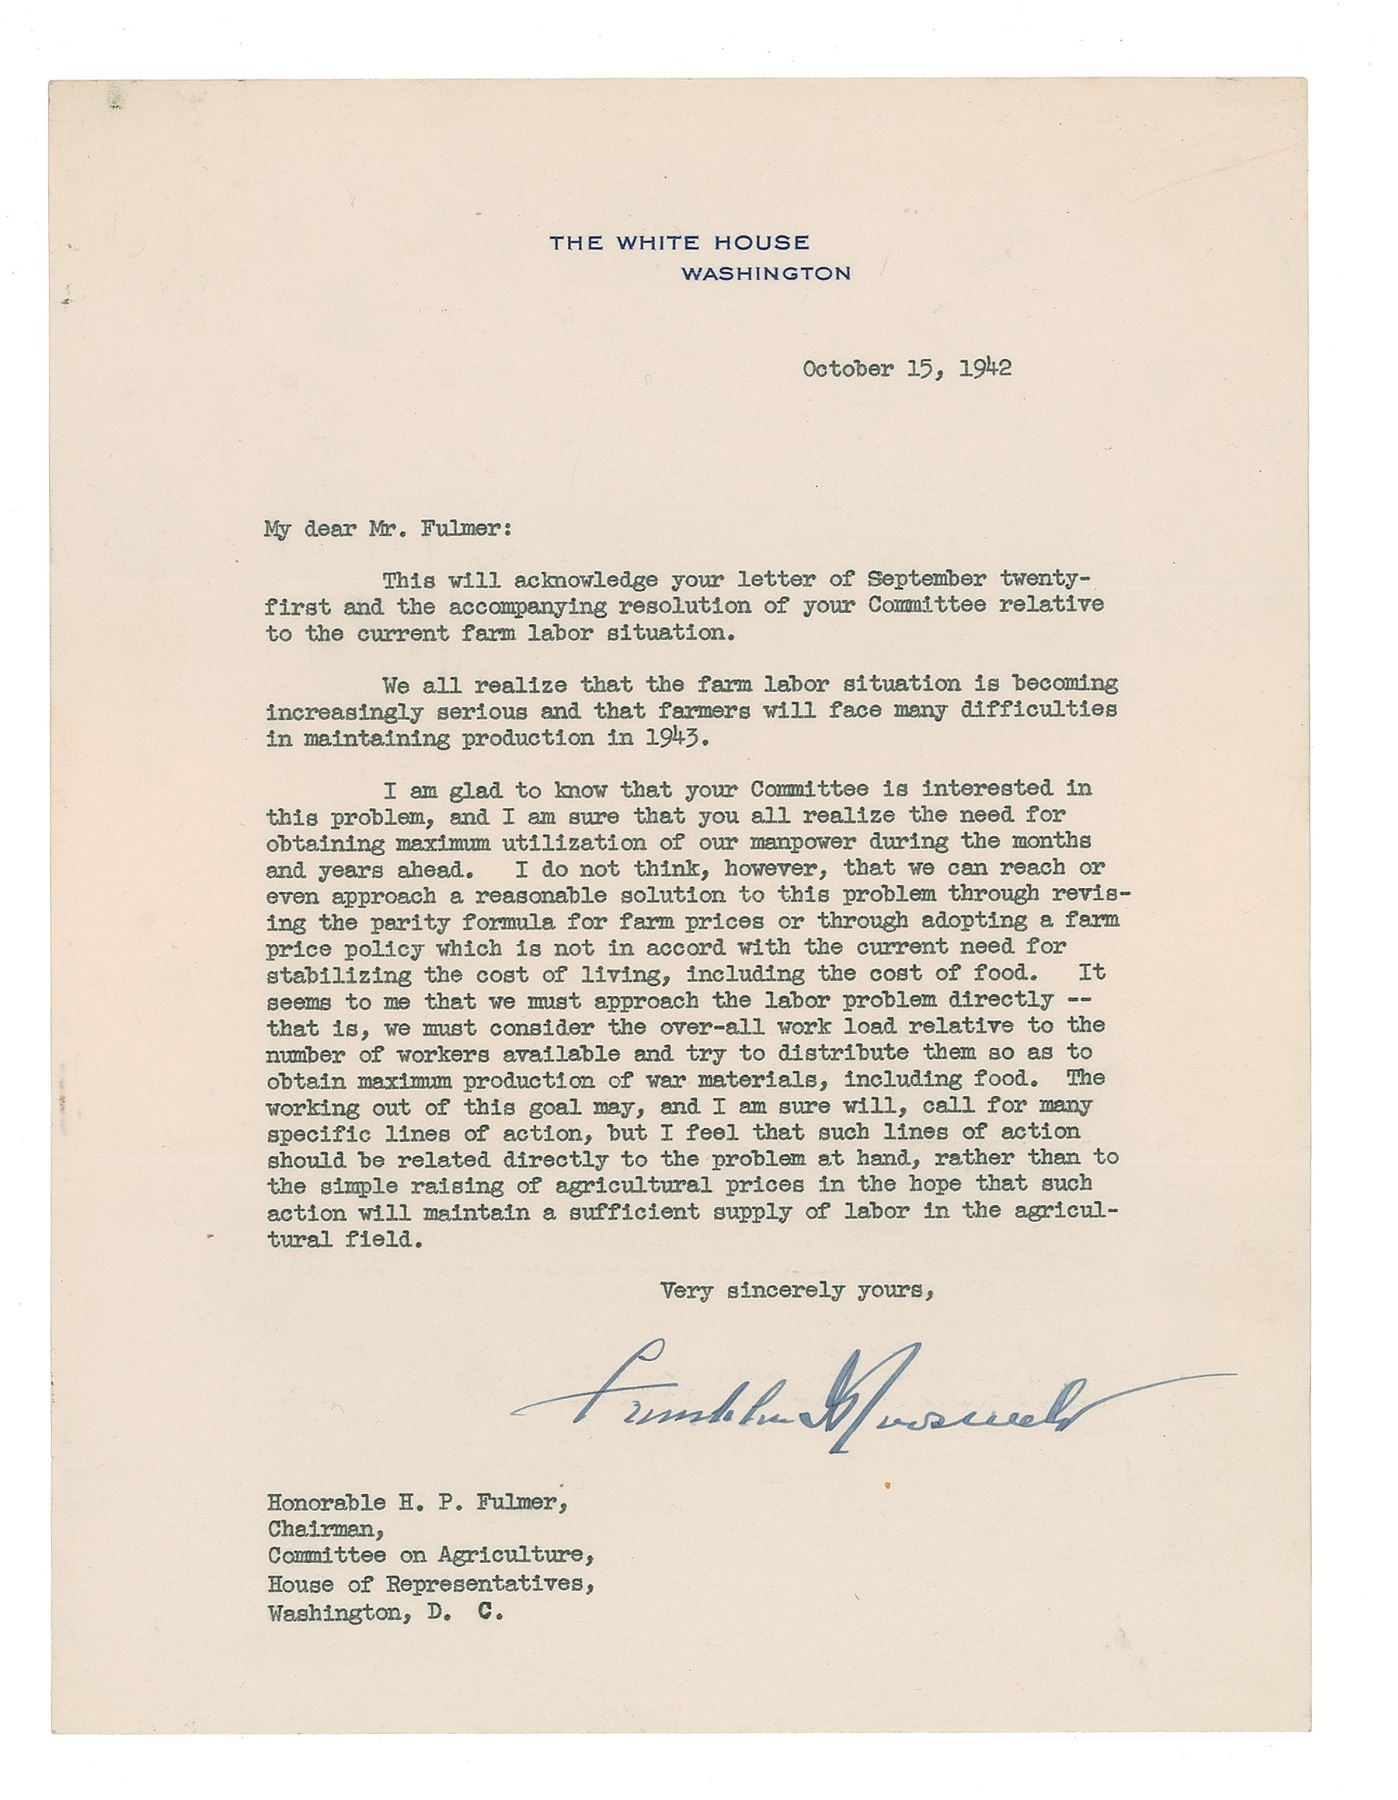 THE WHITE HOUSE
WASHINGTON
October 15, 1942
My dear Mr. Fulmer:
This will acknowledge your letter of September twenty-
first and the accompanying resolution of your Committee relative
to the current farm labor situation.
We all realize that the farm labor situation is becoming
increasingly serious and that farmers will face many difficulties
in maintaining production in 1943.
I am glad to know that your Committee is interested in
this problem, and I am sure that you all realize the need for
obtaining maximum utilization of our manpower during the months
and years ahead. I do not think, however, that we can reach or
even approach a reasonable solution to this problem through revis-
ing the parity formula for farm prices or through adopting a farm
price policy which is not in accord with the current need for
stabilizing the cost of living, including the cost of food. It
seems to me that we must approach the labor problem directly --
that is, we must consider the over-all work load relative to the
number of workers available and try to distribute them so as to
obtain maximum production of war materials, including food. The
working out of this goal may, and I am sure will, call for many
specific lines of action, but I feel that such lines of action
should be related directly to the problem at hand, rather than to
the simple raising of agricultural prices in the hope that such
action will maintain a sufficient supply of labor in the agricul-
tural field.
Very sincerely yours,
Franklin D Roosevelt
Honorable H. P. Fulmer,
Chairman,
Committee on Agriculture,
House of Representatives,
Washington, D. C.